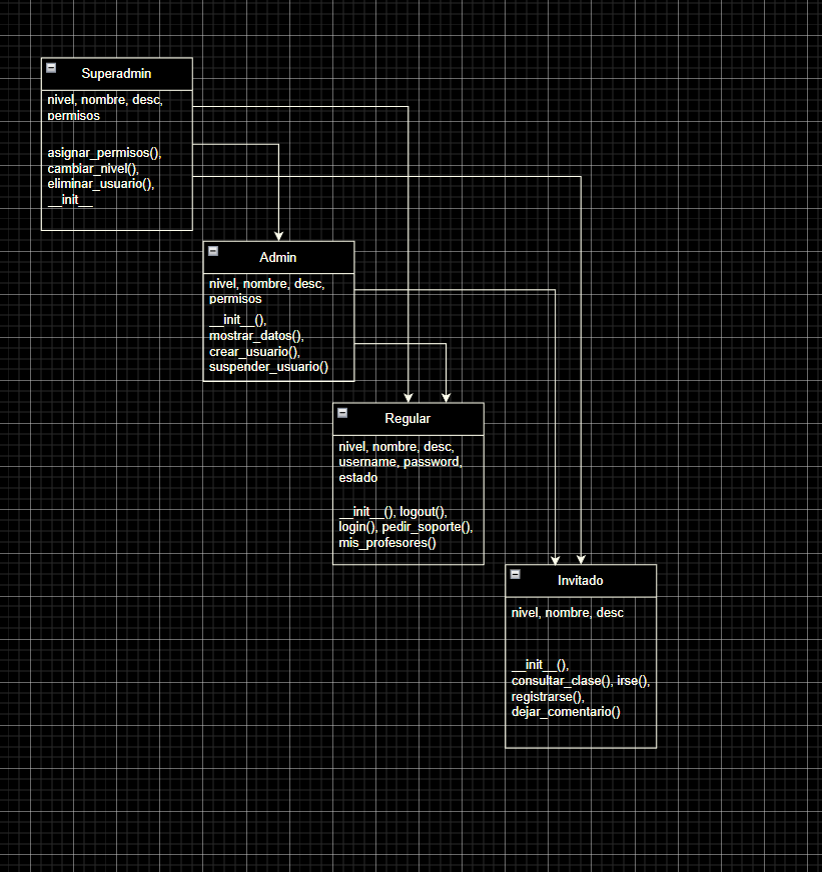 Superadmin
nivel, nombre, desc,
permisos
asignar_permisos(),
cambiar_nivel(),
eliminar_usuario(),
__init__
Admin
nivel, nombre, desc,
permisos
__init__(),
mostrar_datos(),
crear_usuario(),
suspender_usuario()
Regular
nivel, nombre, desc,
username, password,
estado
__init__(), logout(),
login(), pedir_soporte(),
mis_profesores()
Invitado
nivel, nombre, desc
__init__(),
consultar_clase(), irse(),
registrarse(),
dejar_comentario()